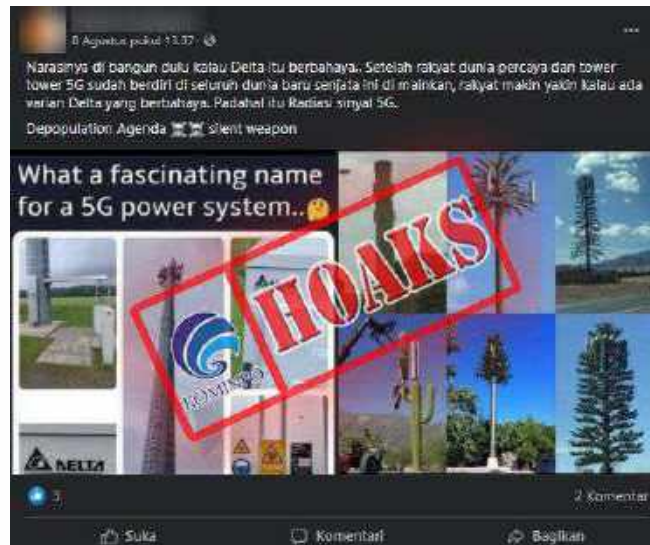 8 Agustus pukul 13.37
Narasinya di bangun dulu kalau Delta itu berbahaya.. Setelah rakyat dunia percaya dan tower
tower 5G sudah berdiri di seluruh dunia baru senjata ini di mainkan, rakyat makin yakin kalau ada
varian Delta yang berbahaya. Padahal itu Radiasi sinyal 5G.
Depopulation Agenda ☠️☠️ silent weapon
What a fascinating name
for a 5G power system..🤔
HOAKS
KOMINFO
DELTA
3
2 Komentar
Suka
Komentari
Bagikan